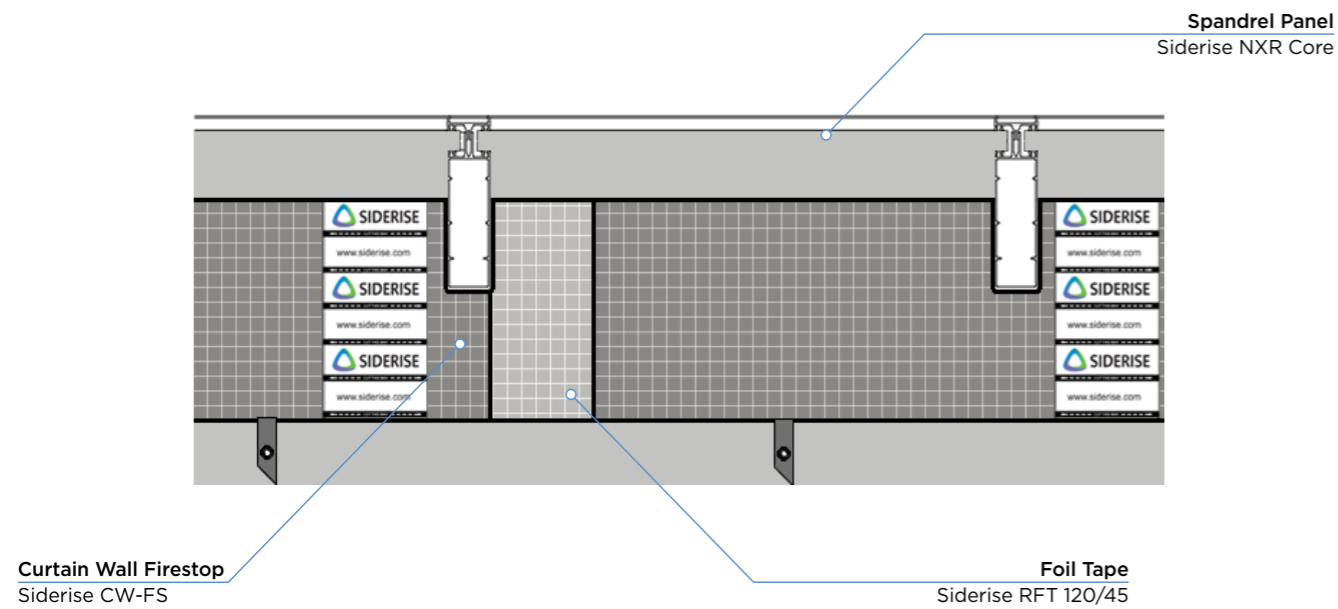 Spandrel Panel
Siderise NXR Core
SIDERISE
www.siderise.com
SIDERISE
www.siderise.com
SIDERISE
www.siderise.com
SIDERISE
www.siderise.com
SIDERISE
www.siderise.com
SIDERISE
www.siderise.com
Curtain Wall Firestop
Siderise CW-FS
Foil Tape
Siderise RFT 120/45